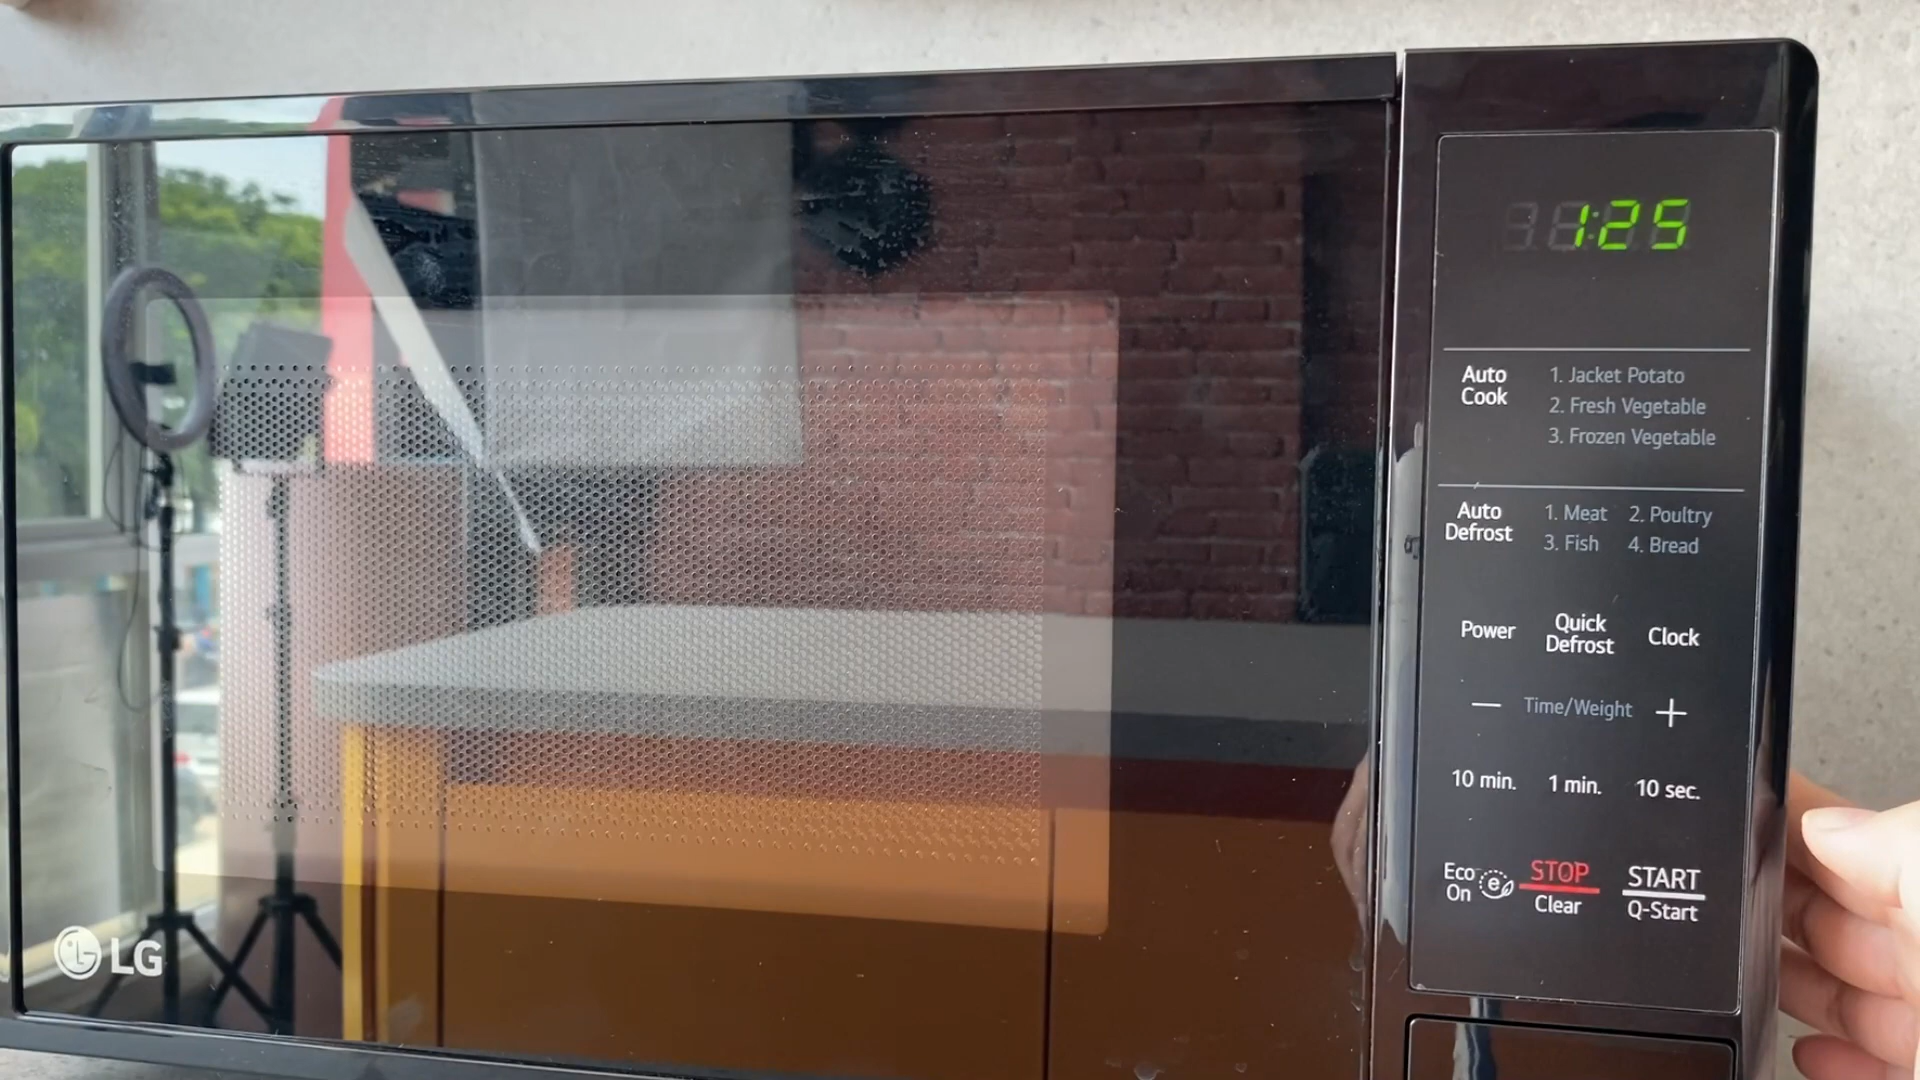 1:25
Auto
Cook
1. Jacket Potato
2. Fresh Vegetable
3. Frozen Vegetable
Auto
Defrost
1. Meat 2. Poultry
3. Fish 4. Bread
Power
Quick
Defrost
Clock
— Time/Weight +
10 min. 1 min. 10 sec.
Eco
On
e
STOP
Clear
START
Q-Start
LG